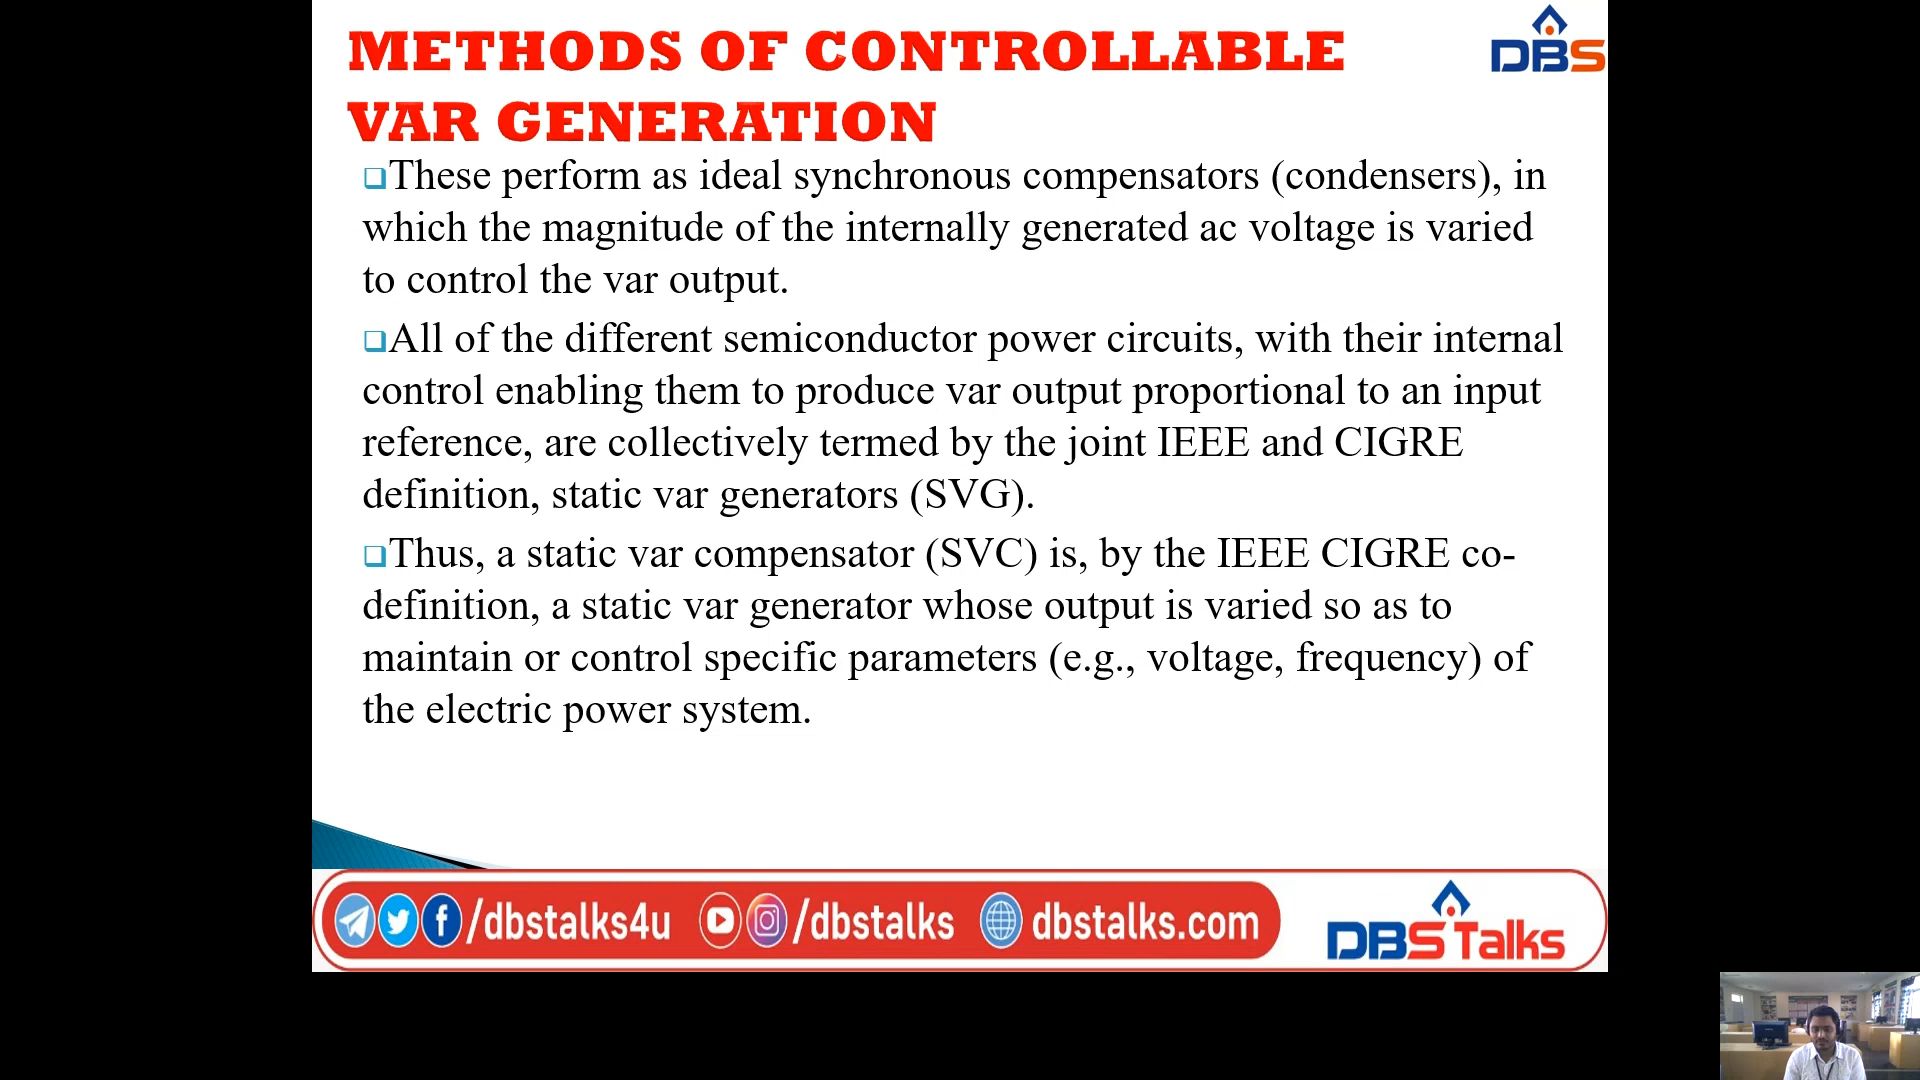 METHODS OF CONTROLLABLE
VAR GENERATION
DBS
❑These perform as ideal synchronous compensators (condensers), in
which the magnitude of the internally generated ac voltage is varied
to control the var output.
❑All of the different semiconductor power circuits, with their internal
control enabling them to produce var output proportional to an input
reference, are collectively termed by the joint IEEE and CIGRE
definition, static var generators (SVG).
❑Thus, a static var compensator (SVC) is, by the IEEE CIGRE co-
definition, a static var generator whose output is varied so as to
maintain or control specific parameters (e.g., voltage, frequency) of
the electric power system.
/dbstalks4u /dbstalks dbstalks.com
DBS Talks